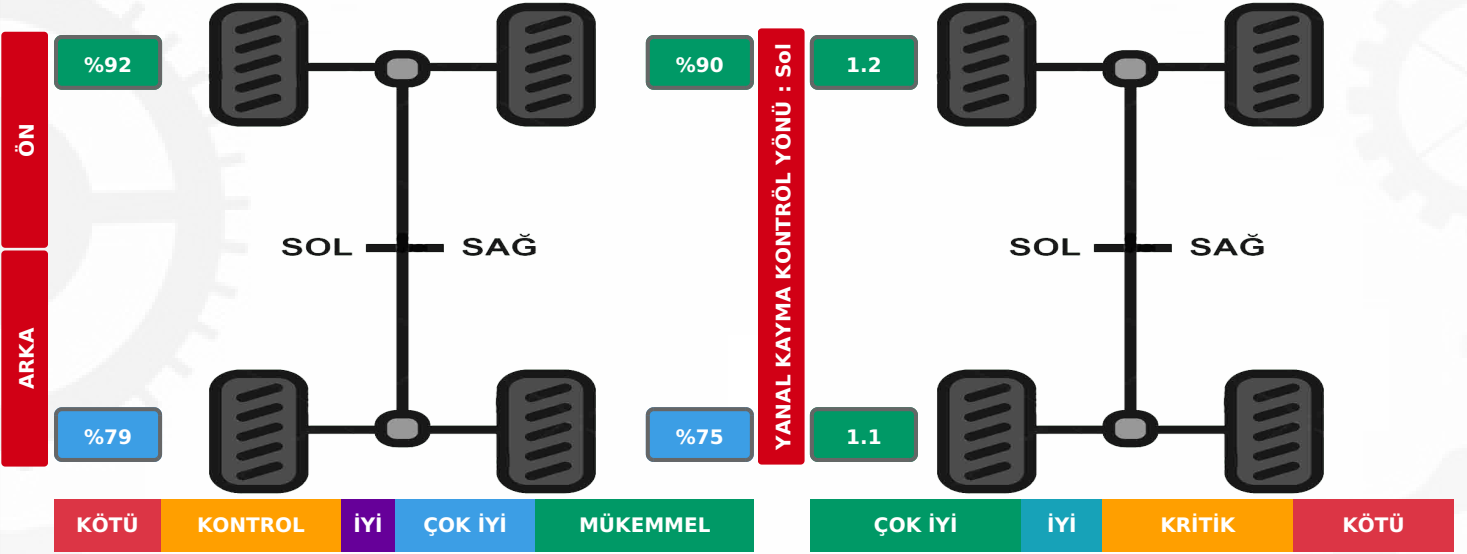 ÖN
%92
%90
YANAL KAYMA KONTRÖL YÖNÜ : Sol
1.2
SOL
SAĞ
SOL
SAĞ
ARKA
%79
%75
1.1
KÖTÜ
KONTROL
İYİ
ÇOK İYİ
MÜKEMMEL
ÇOK İYİ
İYİ
KRİTİK
KÖTÜ